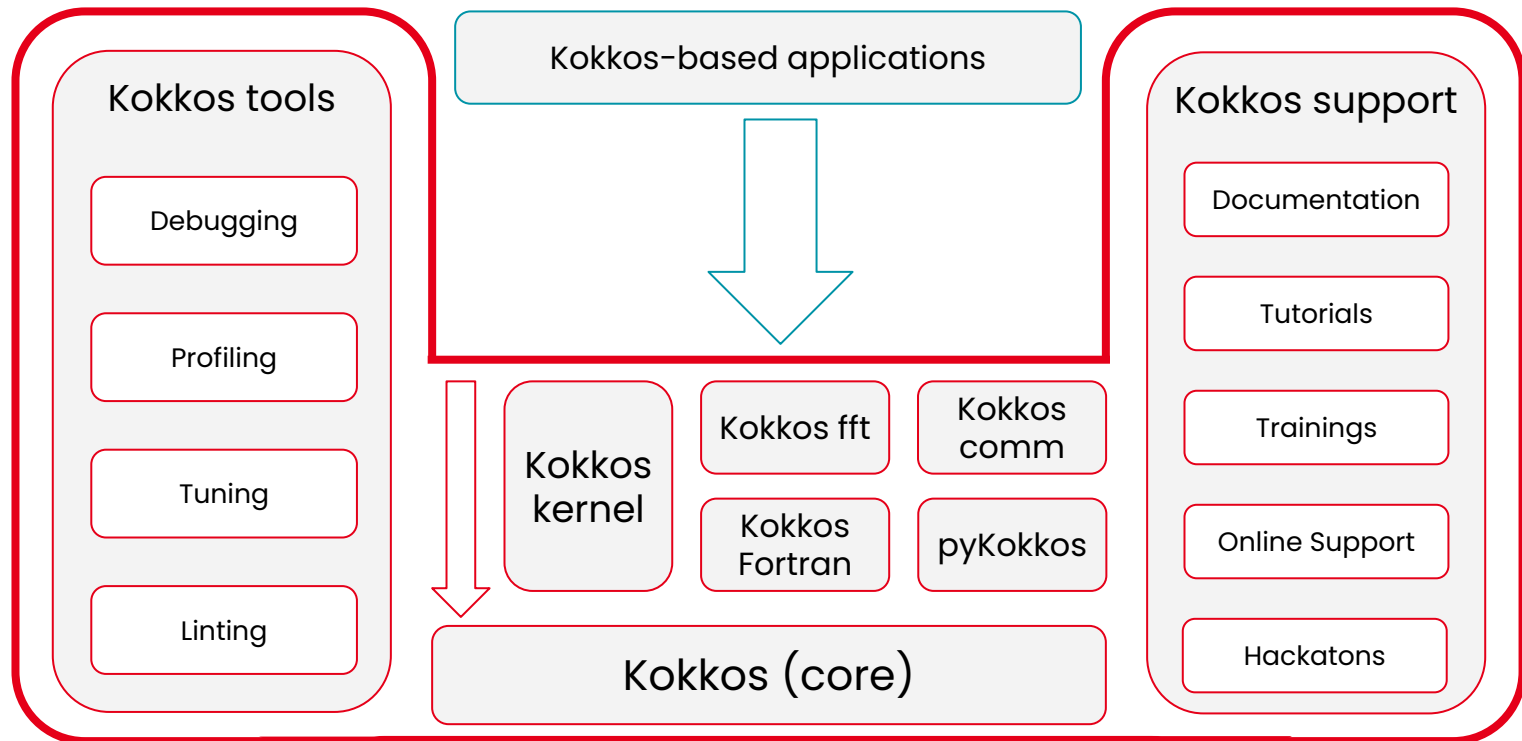 Kokkos-based applications
Kokkos tools
Debugging
Profiling
Tuning
Linting
Kokkos
kernel
Kokkos fft
Kokkos
comm
Kokkos
Fortran
pyKokkos
Kokkos (core)
Kokkos support
Documentation
Tutorials
Trainings
Online Support
Hackatons